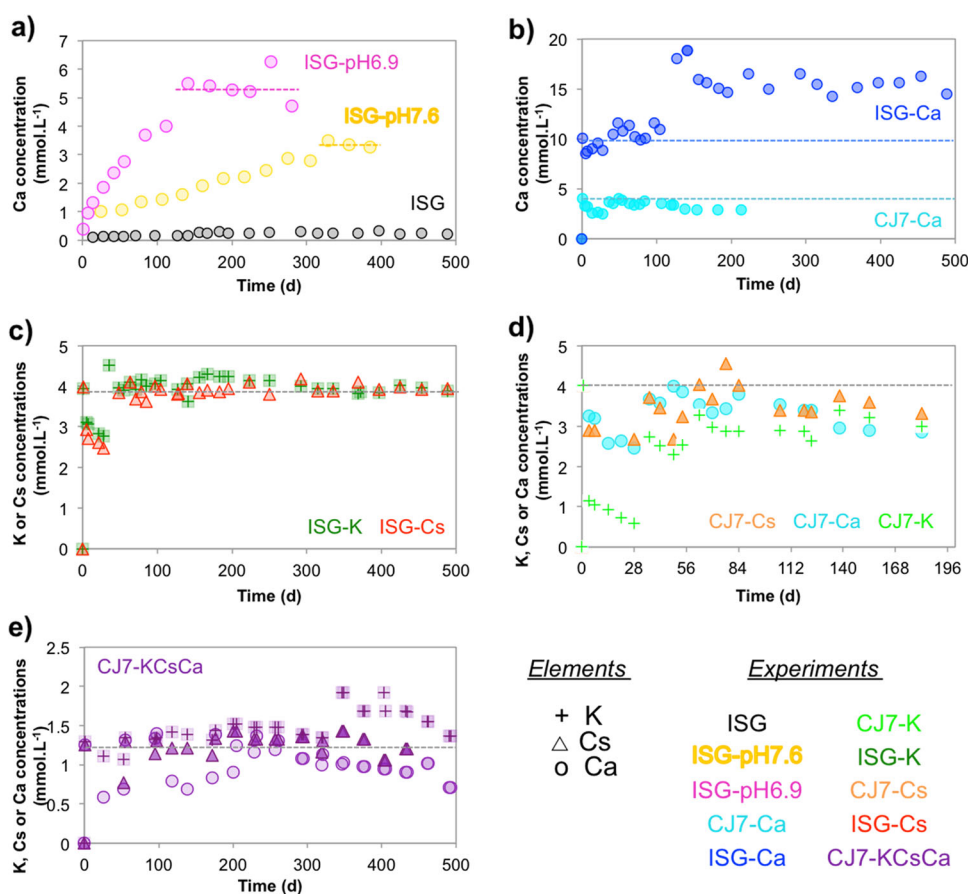 a)
Ca concentration
(mmol.L⁻¹)
7
6
5
4
3
2
1
0
ISG-pH6.9
ISG-pH7.6
ISG
0 100 200 300 400 500
Time (d)
b)
Ca concentration
(mmol.L⁻¹)
20
15
10
5
0
ISG-Ca
CJ7-Ca
0 100 200 300 400 500
Time (d)
c)
K or Cs concentrations
(mmol.L⁻¹)
5
4
3
2
1
0
ISG-K ISG-Cs
0 100 200 300 400 500
Time (d)
d)
K, Cs or Ca concentrations
(mmol.L⁻¹)
5
4
3
2
1
0
CJ7-Cs CJ7-Ca CJ7-K
0 28 56 84 112 140 168 196
Time (d)
e)
K, Cs or Ca concentrations
(mmol.L⁻¹)
2.5
2
1.5
1
0.5
0
CJ7-KCsCa
0 100 200 300 400 500
Time (d)
Elements
+ K
△ Cs
o Ca
Experiments
ISG CJ7-K
ISG-pH7.6 ISG-K
ISG-pH6.9 CJ7-Cs
CJ7-Ca ISG-Cs
ISG-Ca CJ7-KCsCa